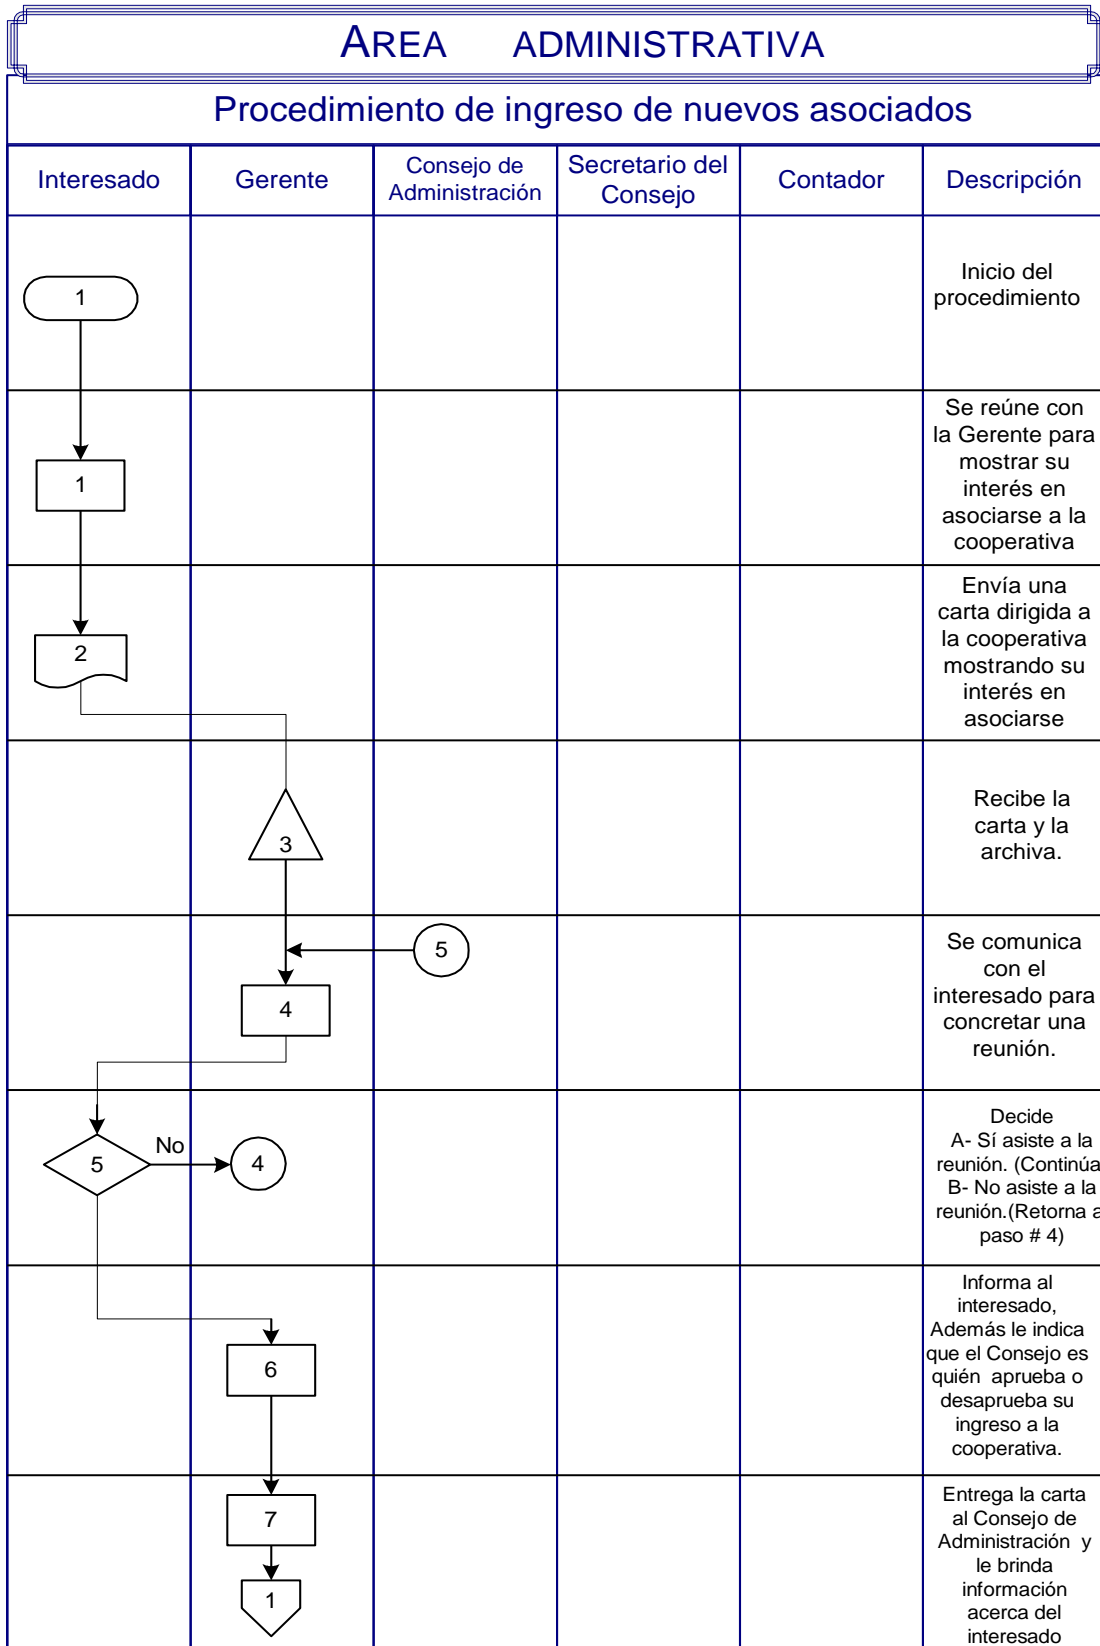 AREA ADMINISTRATIVA
Procedimiento de ingreso de nuevos asociados
Interesado
Gerente
Consejo de
Administración
Secretario del
Consejo
Contador
Descripción
1
Inicio del
procedimiento
1
Se reúne con
la Gerente para
mostrar su
interés en
asociarse a la
cooperativa
2
Envía una
carta dirigida a
la cooperativa
mostrando su
interés en
asociarse
3
Recibe la
carta y la
archiva.
5
4
Se comunica
con el
interesado para
concretar una
reunión.
5
No
4
Decide
A- Sí asiste a la
reunión. (Continúa
B- No asiste a la
reunión.(Retorna a
paso # 4)
6
Informa al
interesado,
Además le indica
que el Consejo es
quién aprueba o
desaprueba su
ingreso a la
cooperativa.
7
1
Entrega la carta
al Consejo de
Administración y
le brinda
información
acerca del
interesado